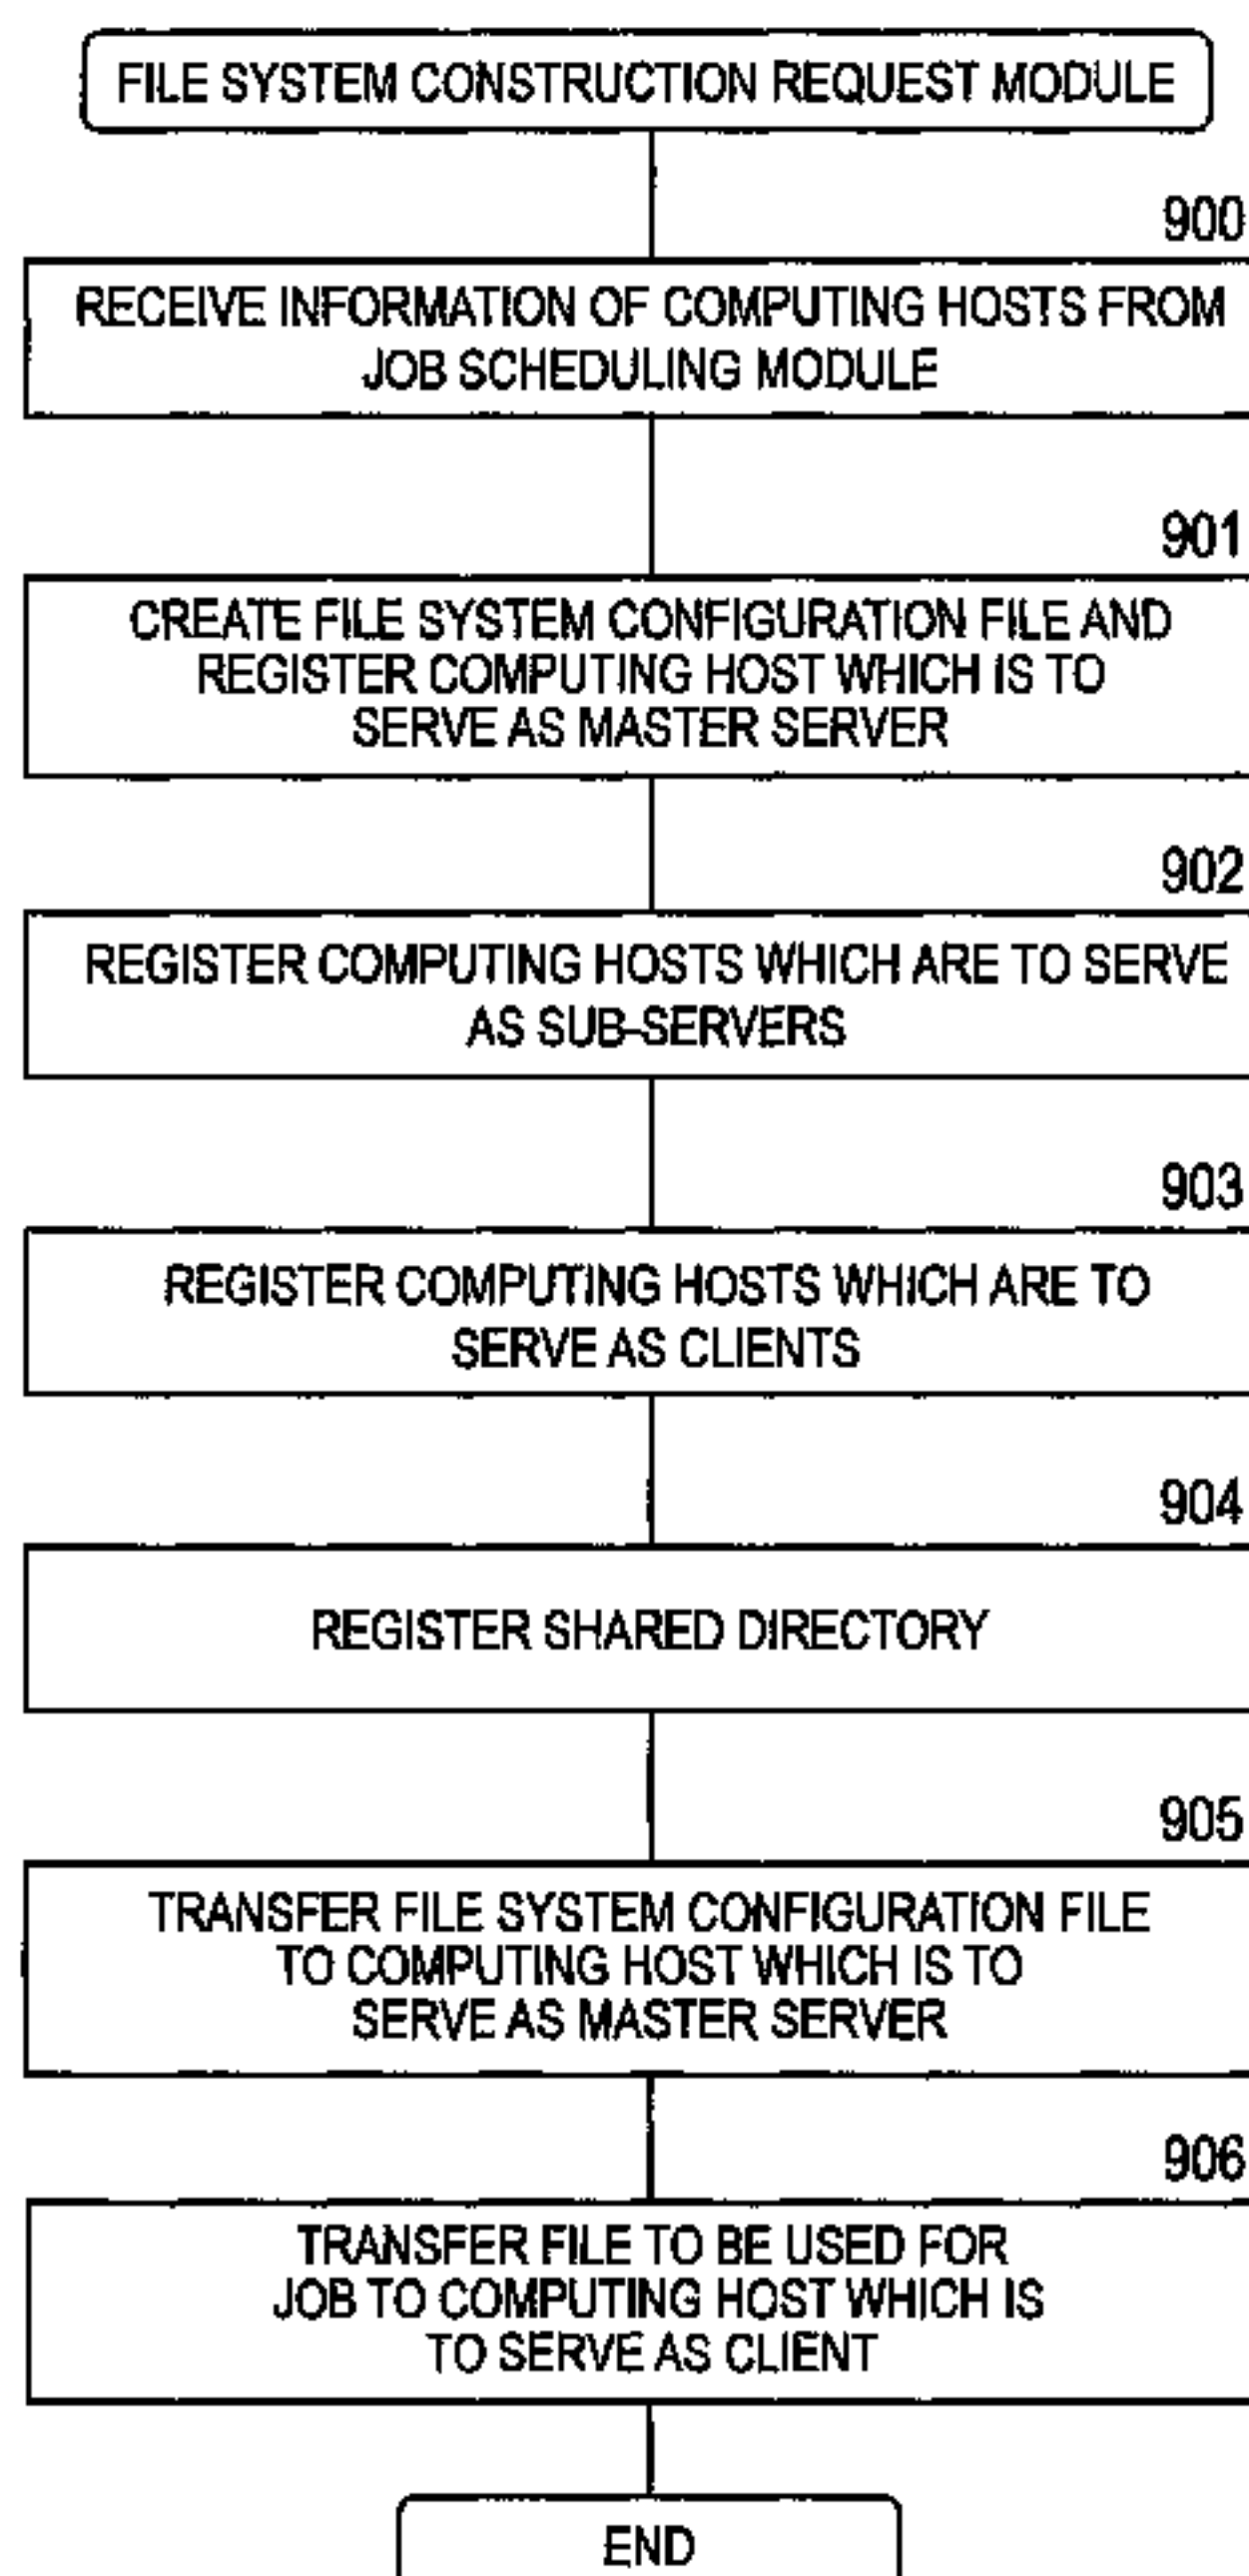 FILE SYSTEM CONSTRUCTION REQUEST MODULE
900
RECEIVE INFORMATION OF COMPUTING HOSTS FROM
JOB SCHEDULING MODULE
901
CREATE FILE SYSTEM CONFIGURATION FILE AND
REGISTER COMPUTING HOST WHICH IS TO
SERVE AS MASTER SERVER
902
REGISTER COMPUTING HOSTS WHICH ARE TO SERVE
AS SUB-SERVERS
903
REGISTER COMPUTING HOSTS WHICH ARE TO
SERVE AS CLIENTS
904
REGISTER SHARED DIRECTORY
905
TRANSFER FILE SYSTEM CONFIGURATION FILE
TO COMPUTING HOST WHICH IS TO
SERVE AS MASTER SERVER
906
TRANSFER FILE TO BE USED FOR
JOB TO COMPUTING HOST WHICH IS
TO SERVE AS CLIENT
END